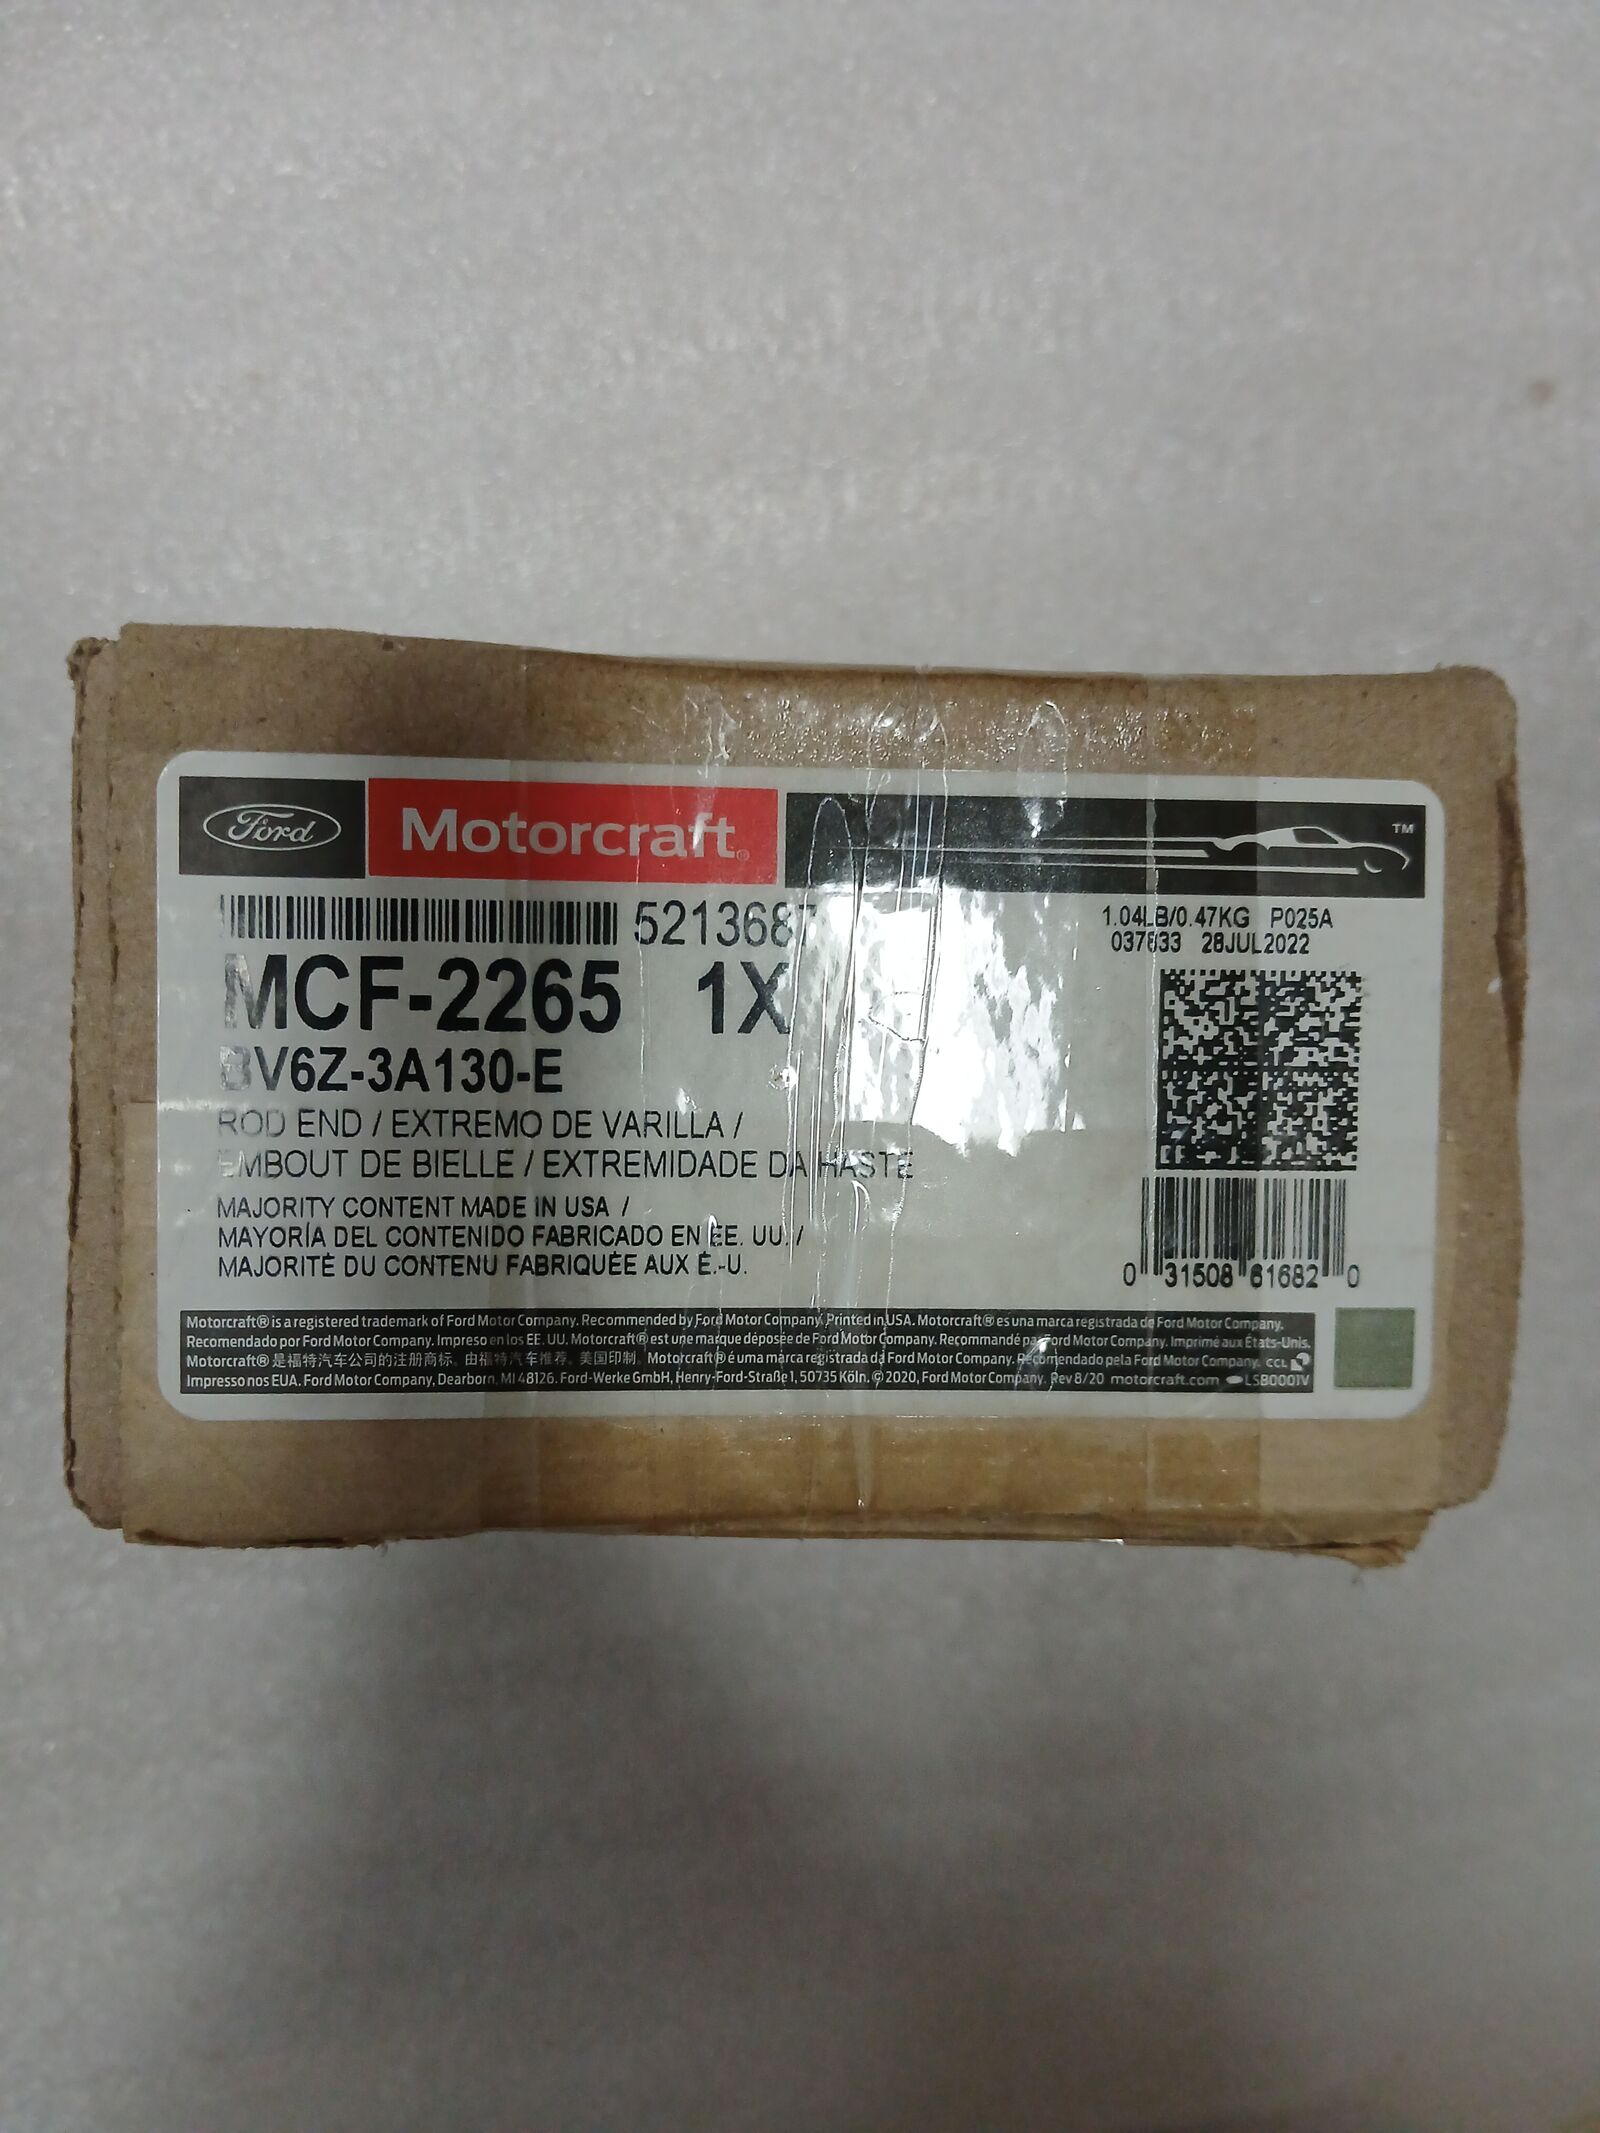 Ford
Motorcraft®
TM
5213687
1.04LB/0.47KG P025A
037833 28JUL2022
MCF-2265 1X
BV6Z-3A130-E
ROD END / EXTREMO DE VARILLA /
EMBOUT DE BIELLE / EXTREMIDADE DA HASTE
MAJORITY CONTENT MADE IN USA /
MAYORÍA DEL CONTENIDO FABRICADO EN EE. UU. /
MAJORITÉ DU CONTENU FABRIQUÉE AUX É.-U.
0 31508 61682 0
Motorcraft® is a registered trademark of Ford Motor Company. Recommended by Ford Motor Company. Printed in USA. Motorcraft® es una marca registrada de Ford Motor Company.
Recomendado por Ford Motor Company. Impreso en los EE. UU. Motorcraft® est une marque déposée de Ford Motor Company. Recommandé par Ford Motor Company. Imprimé aux États-Unis.
Motorcraft® 是福特汽车公司的注册商标。由福特汽车推荐。美国印制。Motorcraft® é uma marca registrada da Ford Motor Company. Recomendado pela Ford Motor Company. CCL
Impresso nos EUA. Ford Motor Company, Dearborn, MI 48126. Ford-Werke GmbH, Henry-Ford-Straße 1, 50735 Köln. © 2020, Ford Motor Company. Rev 8/20 motorcraft.com LSB0001V